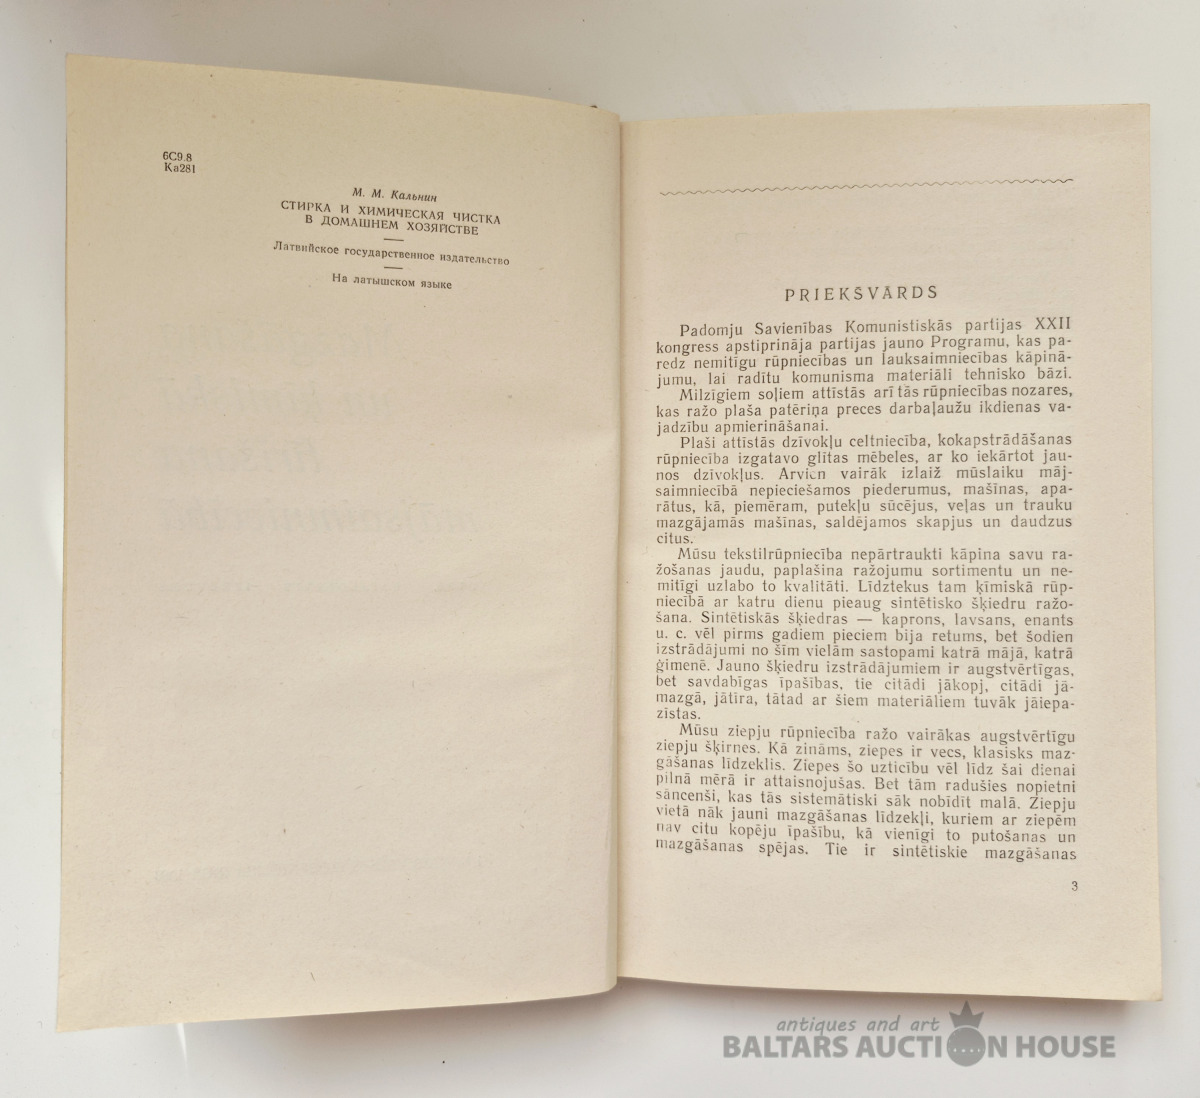 6С9.8
Ка281
М. М. Кальнин
СТИРКА И ХИМИЧЕСКАЯ ЧИСТКА
В ДОМАШНЕМ ХОЗЯЙСТВЕ
Латвийское государственное издательство
На латышском языке
PRIEKŠVĀRDS
Padomju Savienības Komunistiskās partijas XXII
kongress apstiprināja partijas jauno Programu, kas pa-
redz nemitīgu rūpniecības un lauksaimniecības kāpinā-
jumu, lai radītu komunisma materiāli tehnisko bāzi.
Milzīgiem soļiem attīstās arī tās rūpniecības nozares,
kas ražo plaša patēriņa preces darbaļaužu ikdienas va-
jadzību apmierināšanai.
Plaši attīstās dzīvokļu celtniecība, kokapstrādāšanas
rūpniecība izgatavo glītas mēbeles, ar ko iekārtot jau-
nos dzīvokļus. Arvien vairāk izlaiž mūslaiku māj-
saimniecībā nepieciešamos piederumus, mašīnas, apa-
rātus, kā, piemēram, putekļu sūcējus, veļas un trauku
mazgājamās mašīnas, saldējamos skapjus un daudzus
citus.
Mūsu tekstilrūpniecība nepārtraukti kāpina savu ra-
žošanas jaudu, paplašina ražojumu sortimentu un ne-
mitīgi uzlabo to kvalitāti. Līdztekus tam ķīmiskā rūp-
niecībā ar katru dienu pieaug sintētisko šķiedru ražo-
šana. Sintētiskās šķiedras — kaprons, lavsans, enants
u. c. vēl pirms gadiem pieciem bija retums, bet šodien
izstrādājumi no šīm vielām sastopami katrā mājā, katrā
ģimenē. Jauno šķiedru izstrādājumiem ir augstvērtīgas,
bet savdabīgas īpašības, tie citādi jākopj, citādi jā-
mazgā, jātīra, tātad ar šiem materiāliem tuvāk jāiepa-
zīstas.
Mūsu ziepju rūpniecība ražo vairākas augstvērtīgu
ziepju šķirnes. Kā zināms, ziepes ir vecs, klasisks maz-
gāšanas līdzeklis. Ziepes šo uzticību vēl līdz šai dienai
pilnā mērā ir attaisnojušas. Bet tām radušies nopietni
sāncenši, kas tās sistemātiski sāk nobīdīt malā. Ziepju
vietā nāk jauni mazgāšanas līdzekļi, kuriem ar ziepēm
nav citu kopēju īpašību, kā vienīgi to putošanas un
mazgāšanas spējas. Tie ir sintētiskie mazgāšanas
3
antiques and art
BALTARS AUCTION HOUSE